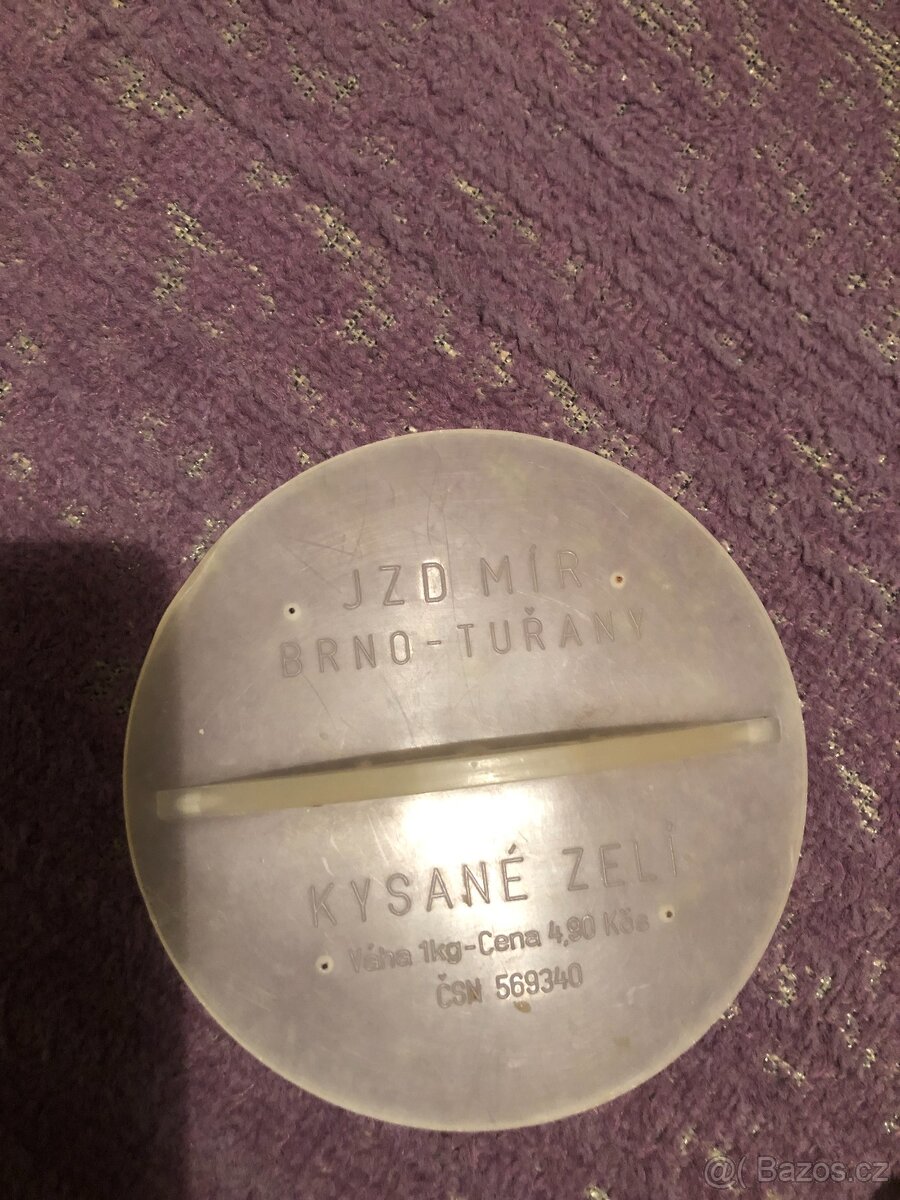 JZD MÍR
BRNO-TUŘANY
KYSANÉ ZELÍ
Váha 1kg-Cena 4,90 Kčs
ČSN 569340
@( Bazos.cz